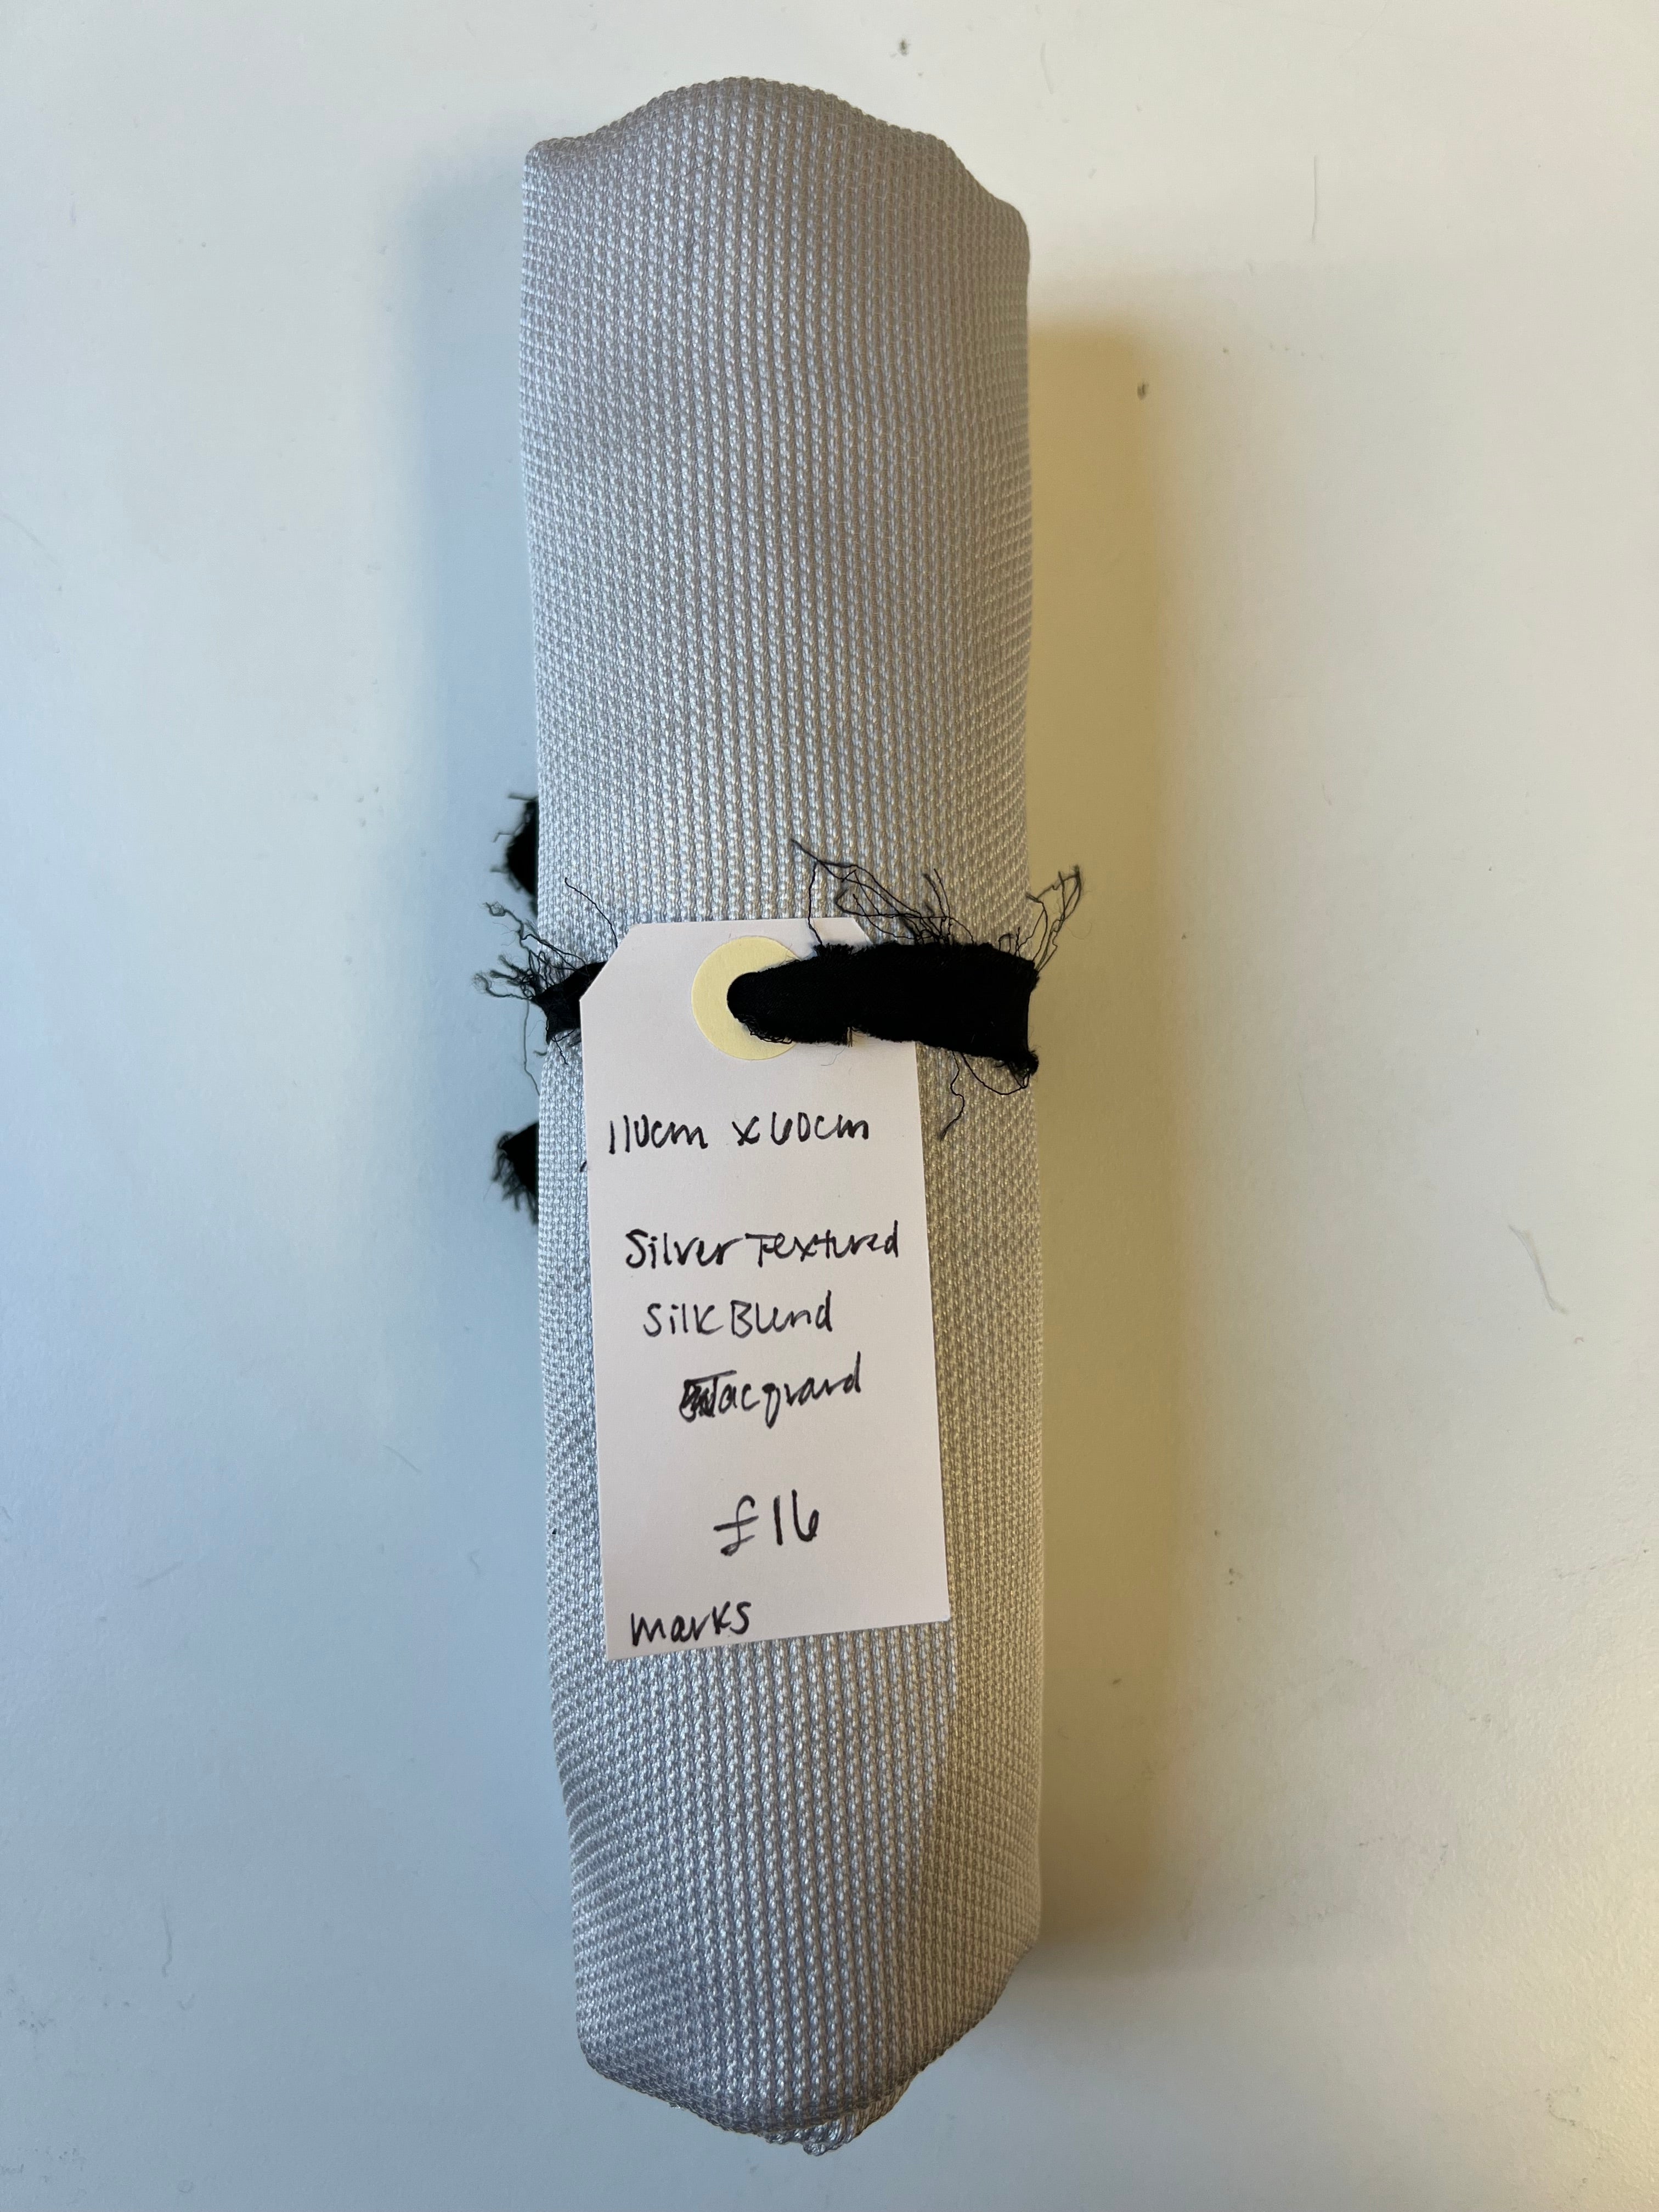 110cm x 60cm
Silver Textured
Silk Blend
Jacquard
£16
marks